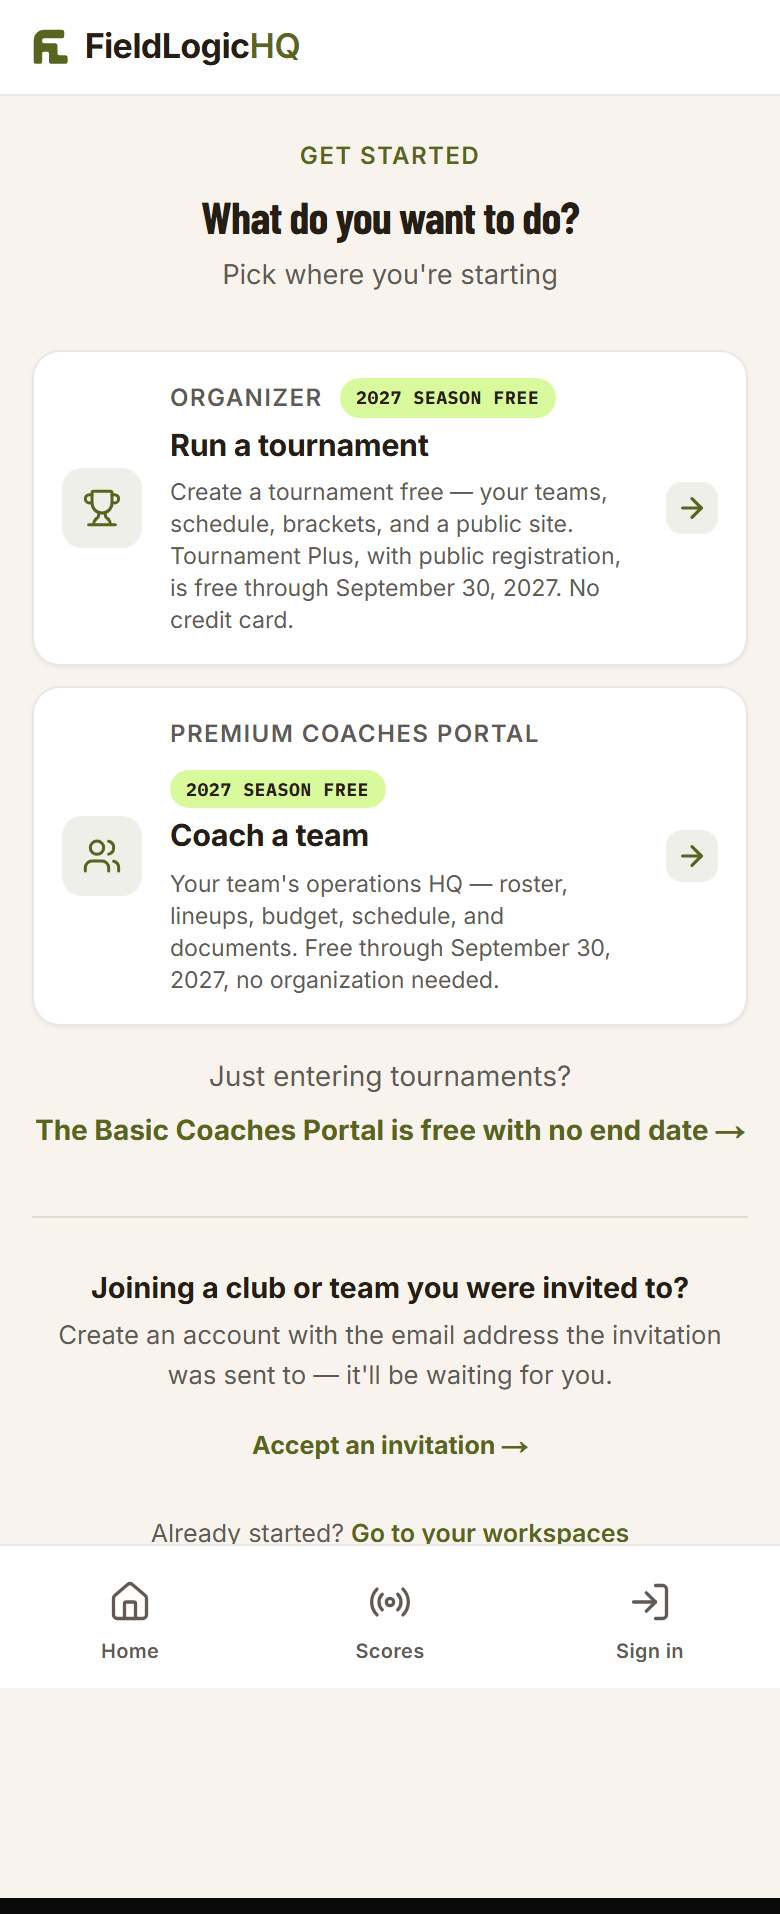 FieldLogicHQ
GET STARTED
What do you want to do?
Pick where you're starting
ORGANIZER 2027 SEASON FREE
Run a tournament
Create a tournament free — your teams,
schedule, brackets, and a public site.
Tournament Plus, with public registration,
is free through September 30, 2027. No
credit card.
PREMIUM COACHES PORTAL
2027 SEASON FREE
Coach a team
Your team's operations HQ — roster,
lineups, budget, schedule, and
documents. Free through September 30,
2027, no organization needed.
Just entering tournaments?
The Basic Coaches Portal is free with no end date →
Joining a club or team you were invited to?
Create an account with the email address the invitation
was sent to — it'll be waiting for you.
Accept an invitation →
Already started? Go to your workspaces
Home Scores Sign in